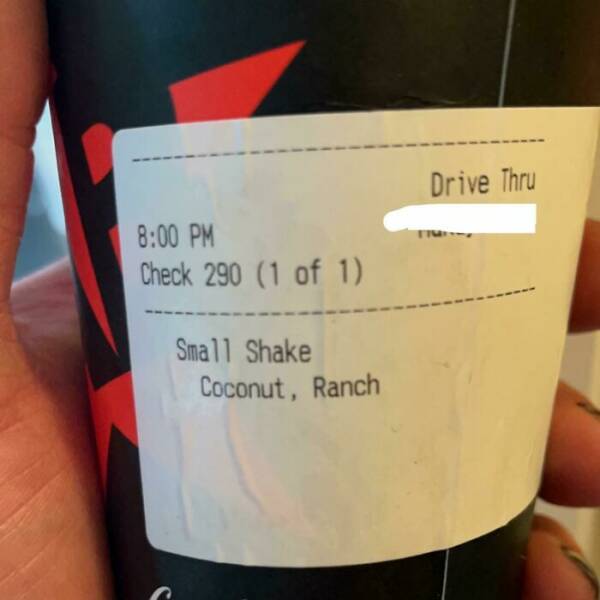 Drive Thru
8:00 PM
Check 290 (1 of 1)
Small Shake
Coconut, Ranch